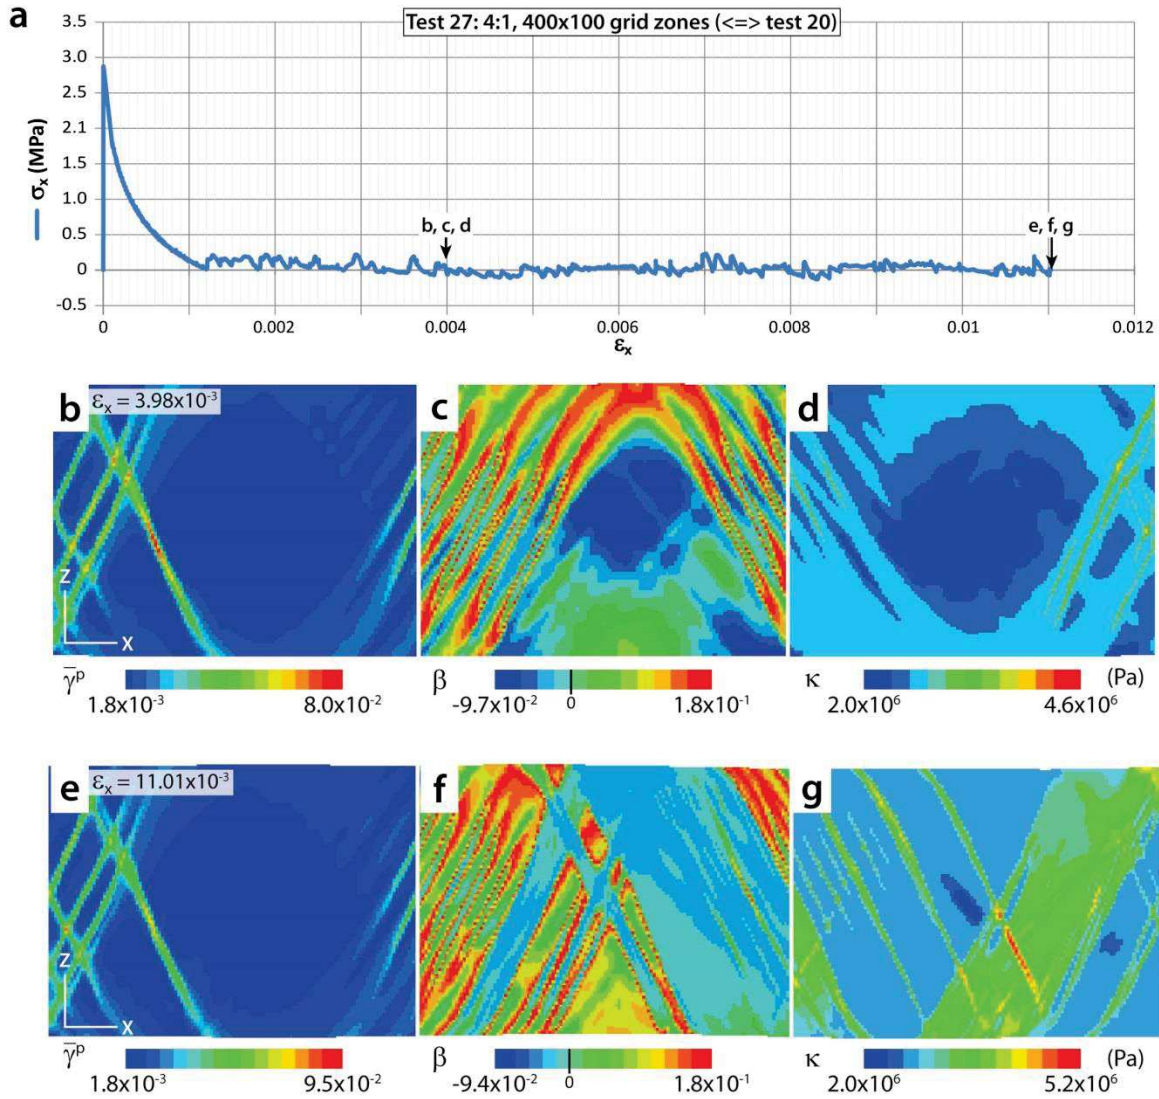 a
Test 27: 4:1, 400x100 grid zones (<=> test 20)
3.5
3.0
2.5
2.1
1.5
1.0
0.5
0
-0.5
σx (MPa)
b, c, d
e, f, g
0
0.002
0.004
0.006
0.008
0.01
0.012
εx
b
εx = 3.98x10-3
c
d
Z
X
γ̅p
1.8x10-3
8.0x10-2
β
-9.7x10-2
0
1.8x10-1
κ
(Pa)
2.0x106
4.6x106
e
εx = 11.01x10-3
f
g
Z
X
γ̅p
1.8x10-3
9.5x10-2
β
-9.4x10-2
0
1.8x10-1
κ
(Pa)
2.0x106
5.2x106